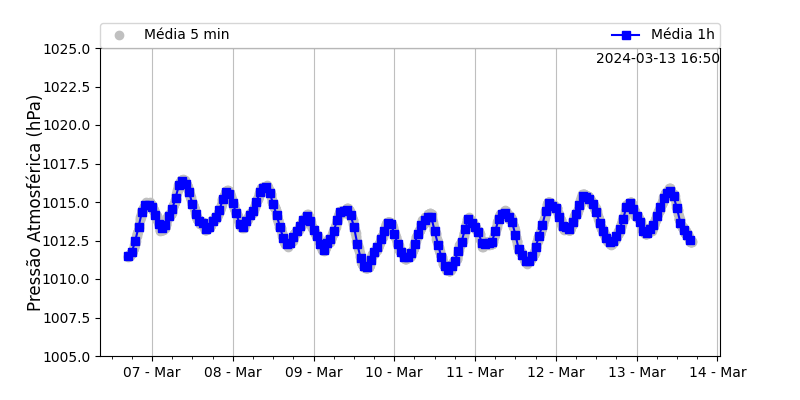 Média 5 min
Média 1h
2024-03-13 16:50
Pressão Atmosférica (hPa)
1025.0
1022.5
1020.0
1017.5
1015.0
1012.5
1010.0
1007.5
1005.0
07 - Mar
08 - Mar
09 - Mar
10 - Mar
11 - Mar
12 - Mar
13 - Mar
14 - Mar